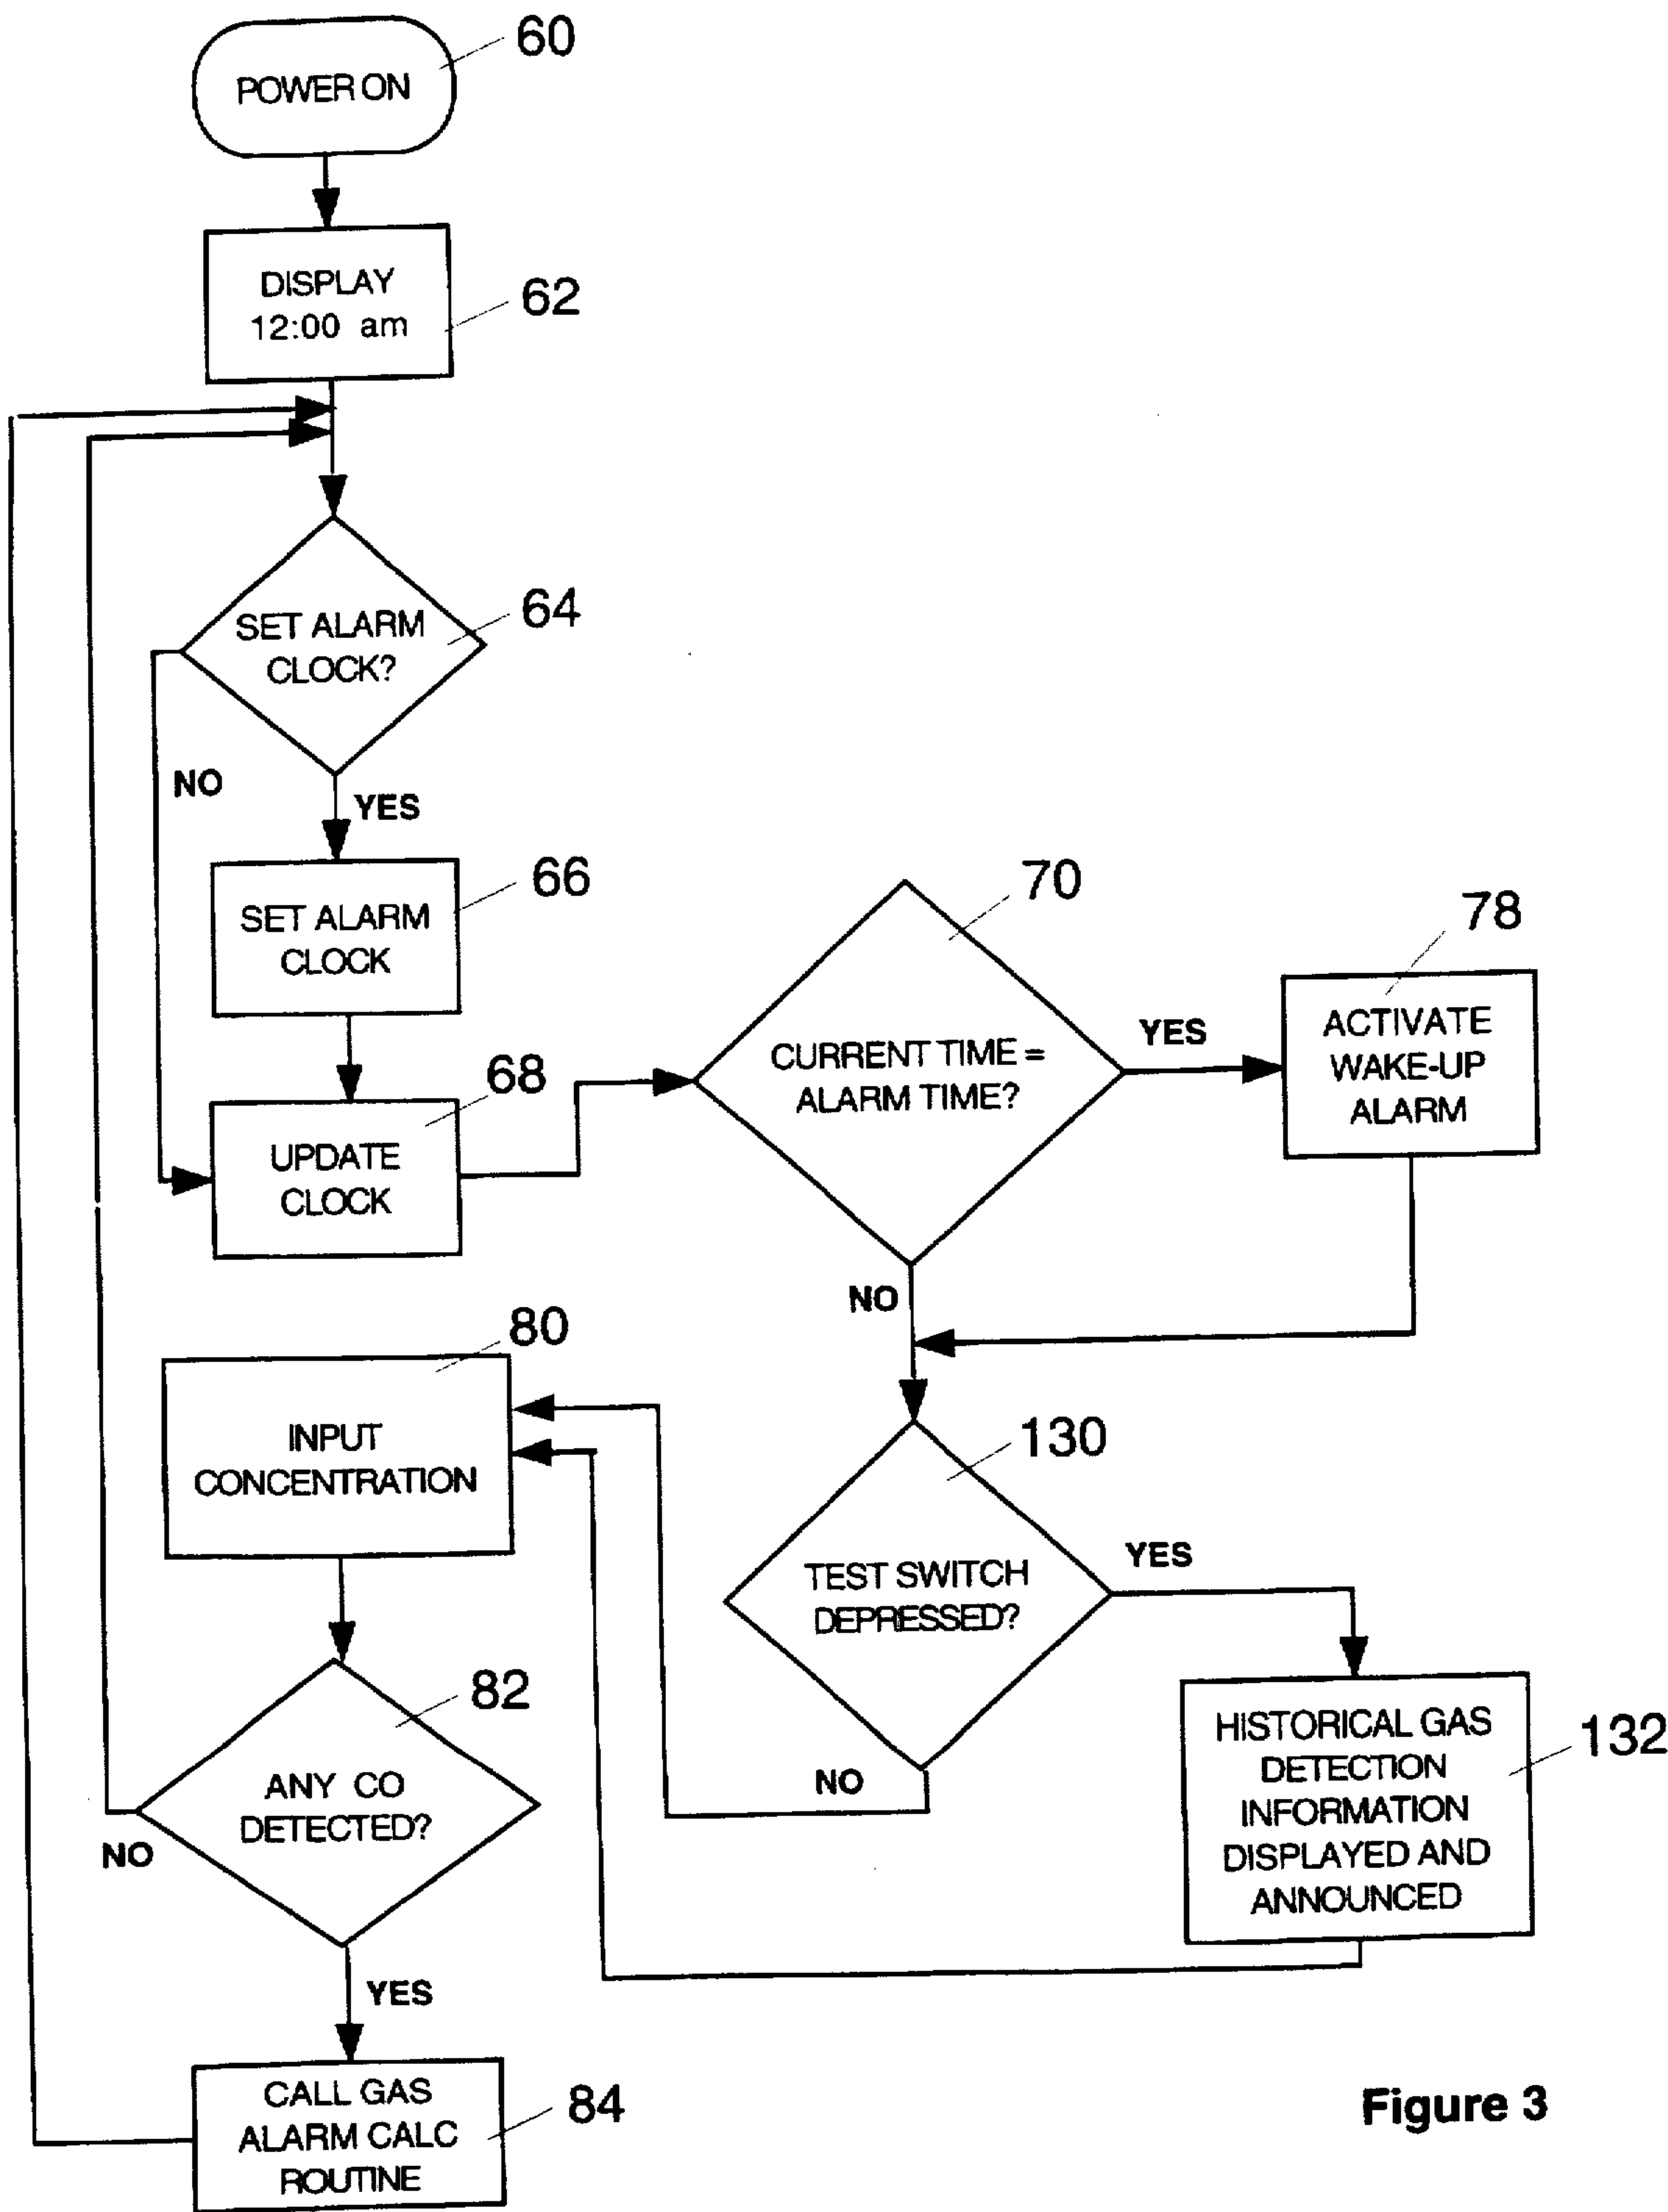 60
POWER ON
DISPLAY
12:00 am
62
SET ALARM
CLOCK?
64
NO
YES
66
SET ALARM
CLOCK
68
UPDATE
CLOCK
70
CURRENT TIME =
ALARM TIME?
YES
NO
78
ACTIVATE
WAKE-UP
ALARM
130
TEST SWITCH
DEPRESSED?
YES
NO
HISTORICAL GAS
DETECTION
INFORMATION
DISPLAYED AND
ANNOUNCED
132
80
INPUT
CONCENTRATION
82
ANY CO
DETECTED?
NO
YES
CALL GAS
ALARM CALC
ROUTINE
84
Figure 3